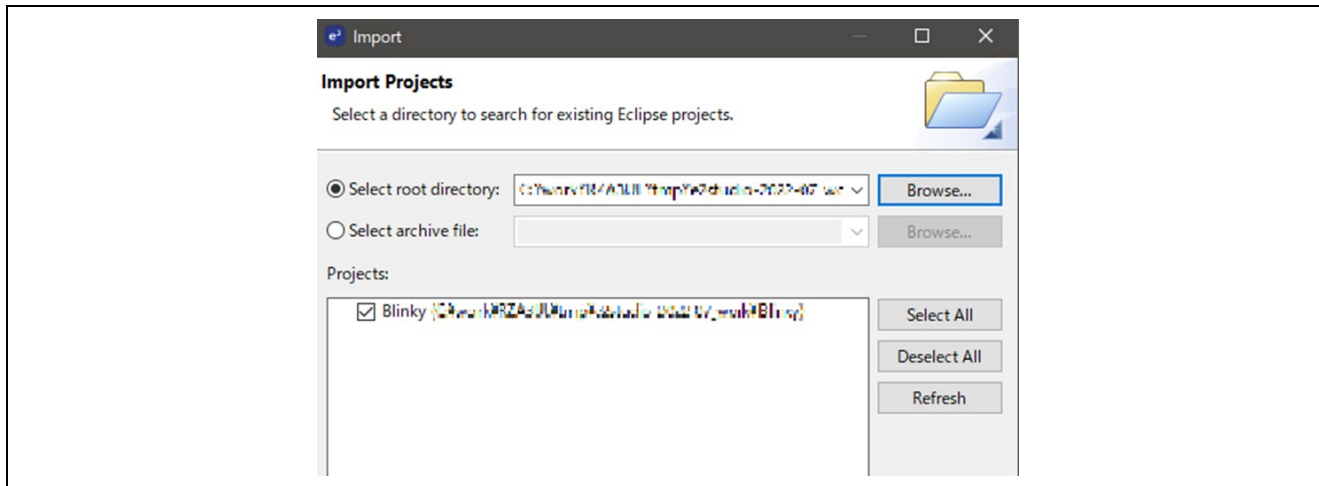 e² Import
Import Projects
Select a directory to search for existing Eclipse projects.
Select root directory:
Browse...
Select archive file:
Browse...
Projects:
Blinky
Select All
Deselect All
Refresh